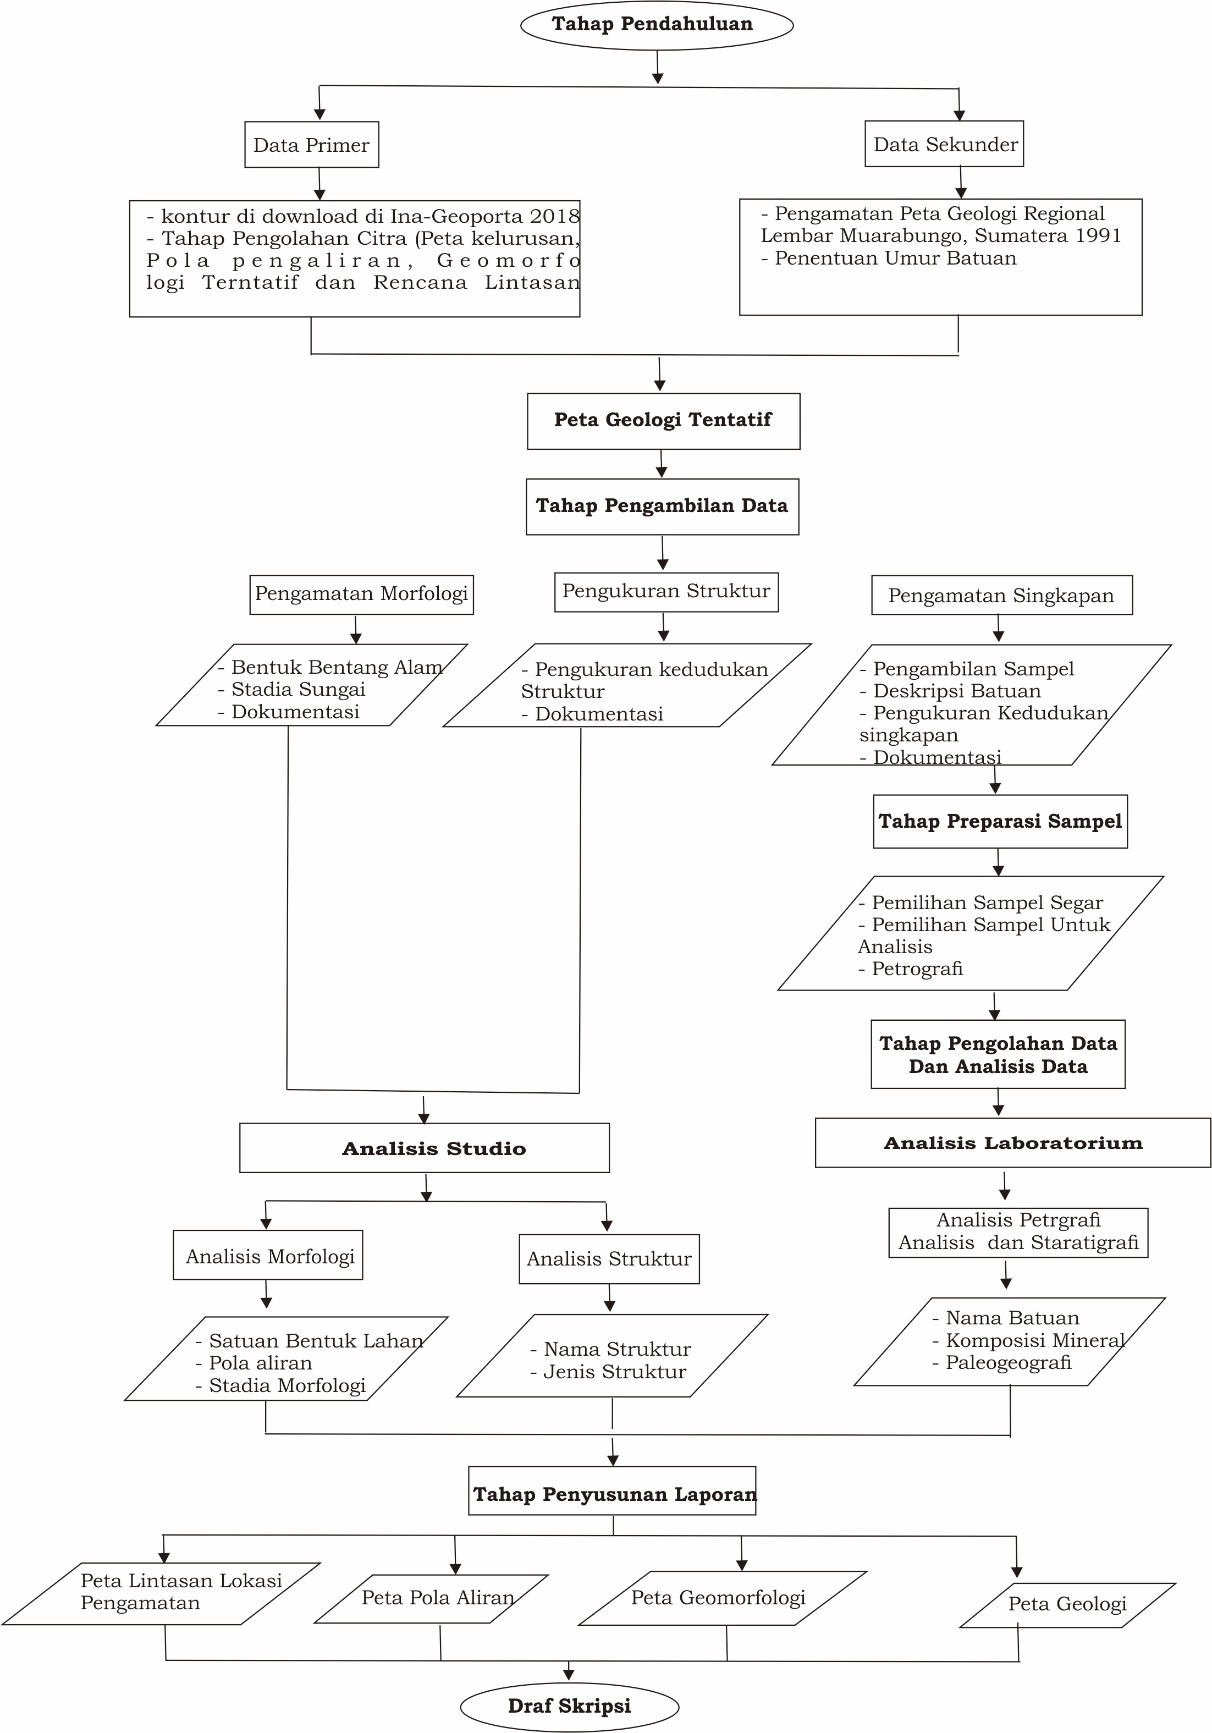 Tahap Pendahuluan
Data Primer
Data Sekunder
- kontur di download di Ina-Geoporta 2018
- Tahap Pengolahan Citra (Peta kelurusan,
Pola pengaliran, Geomorfo
logi Terntatif dan Rencana Lintasan
- Pengamatan Peta Geologi Regional
Lembar Muarabungo, Sumatera 1991
- Penentuan Umur Batuan
Peta Geologi Tentatif
Tahap Pengambilan Data
Pengamatan Morfologi
Pengukuran Struktur
Pengamatan Singkapan
- Bentuk Bentang Alam
- Stadia Sungai
- Dokumentasi
- Pengukuran kedudukan
Struktur
- Dokumentasi
- Pengambilan Sampel
- Deskripsi Batuan
- Pengukuran Kedudukan
singkapan
- Dokumentasi
Tahap Preparasi Sampel
- Pemilihan Sampel Segar
- Pemilihan Sampel Untuk
Analisis
- Petrografi
Tahap Pengolahan Data
Dan Analisis Data
Analisis Studio
Analisis Laboratorium
Analisis Morfologi
Analisis Struktur
Analisis Petrgrafi
Analisis  dan Staratigrafi
- Satuan Bentuk Lahan
- Pola aliran
- Stadia Morfologi
- Nama Struktur
- Jenis Struktur
- Nama Batuan
- Komposisi Mineral
- Paleogeografi
Tahap Penyusunan Laporan
Peta Lintasan Lokasi
Pengamatan
Peta Pola Aliran
Peta Geomorfologi
Peta Geologi
Draf Skripsi